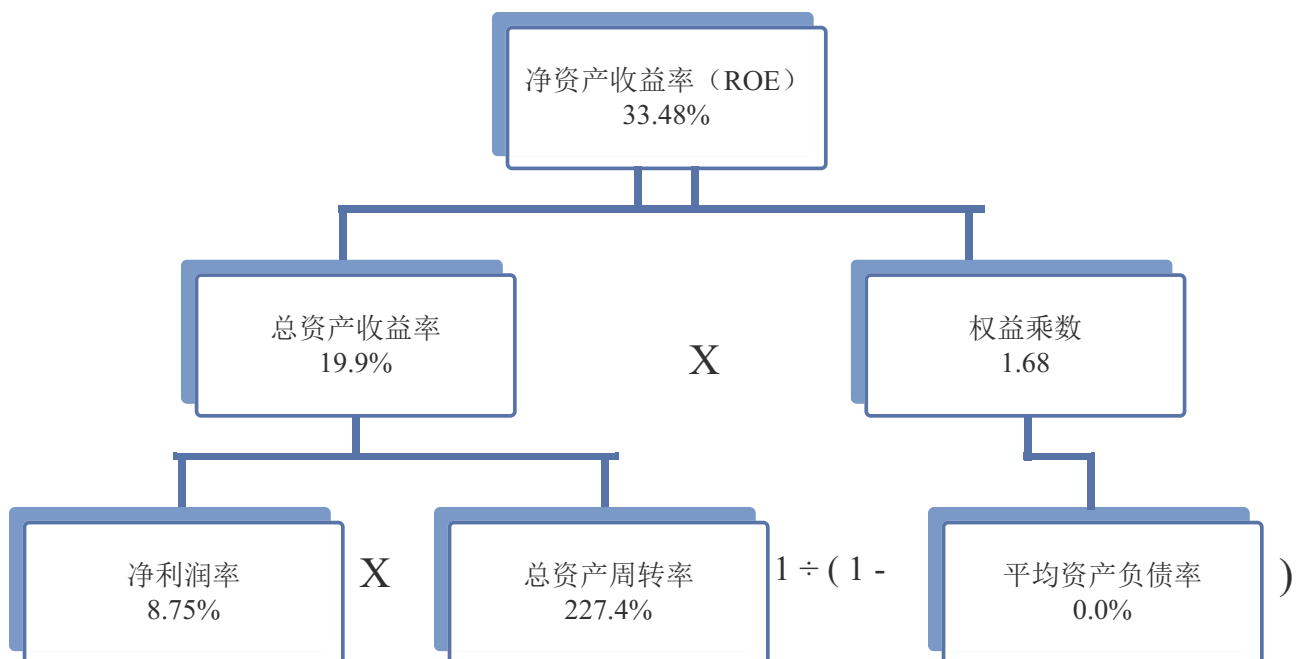 净资产收益率（ROE）
33.48%
总资产收益率
19.9%
X
权益乘数
1.68
净利润率
8.75%
X
总资产周转率
227.4%
1 ÷ ( 1 -
平均资产负债率
0.0%
)